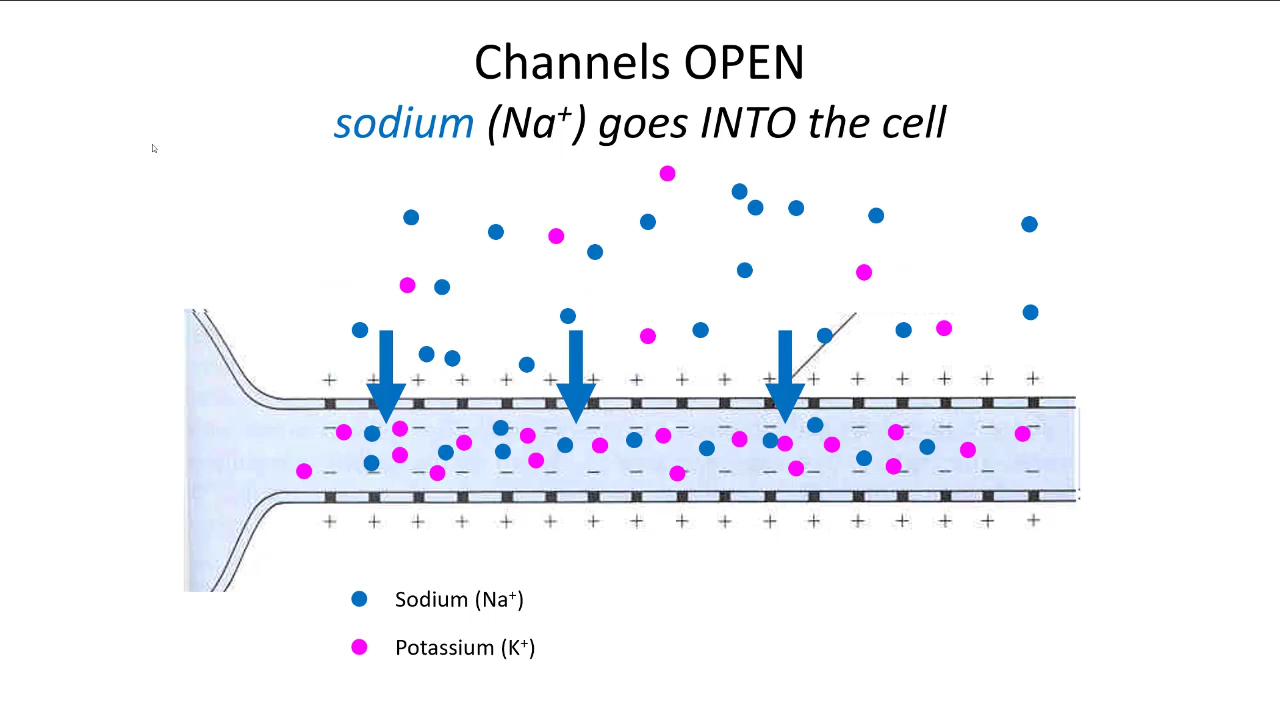 Channels OPEN
sodium (Na⁺) goes INTO the cell
+ + + + + + + + + + + + + + + + +
− − − − − − − − − − − − − − − − −
− − − − − − − − − − − − − − − − −
+ + + + + + + + + + + + + + + + +
Sodium (Na⁺)
Potassium (K⁺)